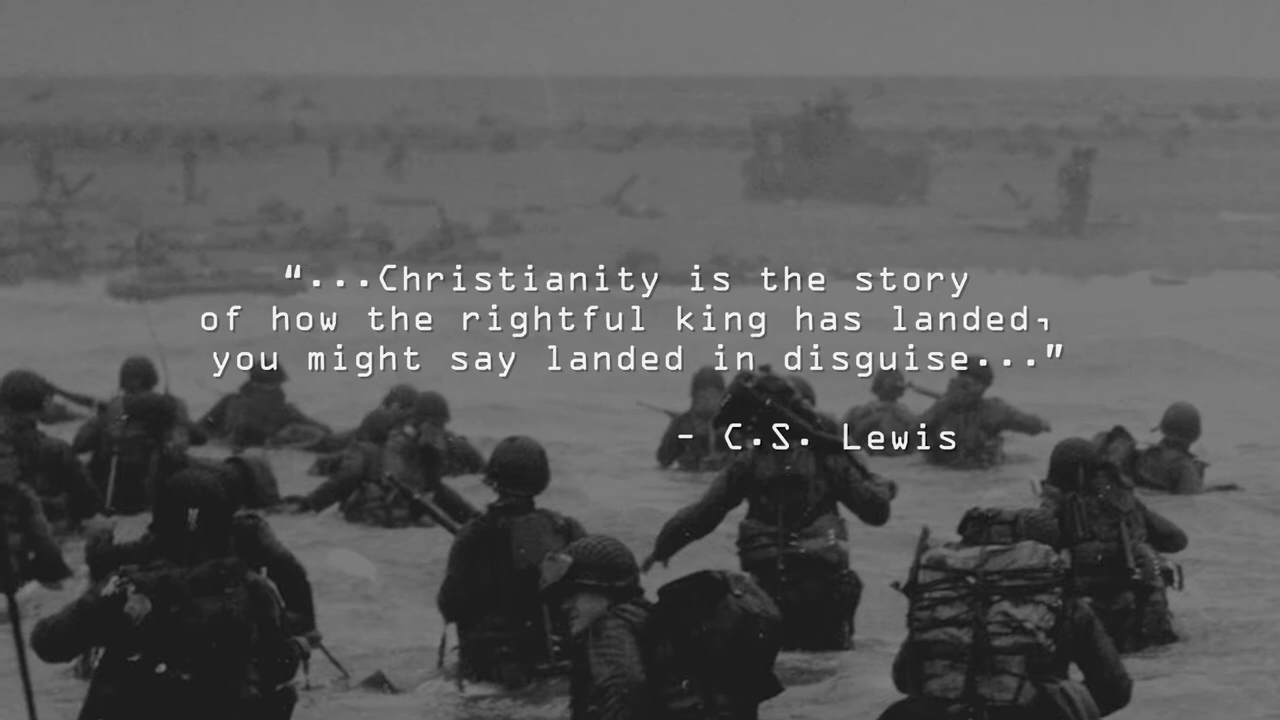 “...Christianity is the story
of how the rightful king has landed,
you might say landed in disguise...”
- C.S. Lewis